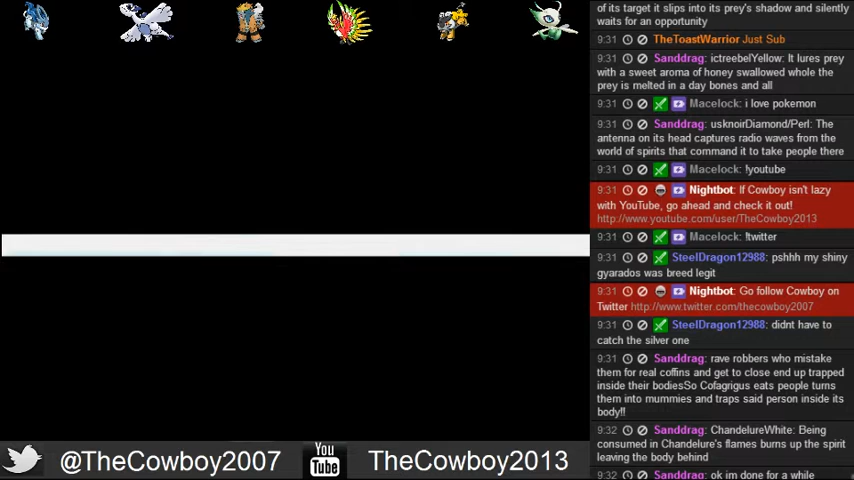 of its target it slips into its prey's shadow and silently
waits for an opportunity
9:31 TheToastWarrior Just Sub
9:31 Sanddrag: ictreebelYellow: It lures prey
with a sweet aroma of honey swallowed whole the
prey is melted in a day bones and all
9:31 Macelock: i love pokemon
9:31 Sanddrag: usknoirDiamond/Perl: The
antenna on its head captures radio waves from the
world of spirits that command it to take people there
9:31 Macelock: !youtube
9:31 Nightbot: If Cowboy isn't lazy
with YouTube, go ahead and check it out!
http://www.youtube.com/user/TheCowboy2013
9:31 Macelock: !twitter
9:31 SteelDragon12988: pshhh my shiny
gyarados was breed legit
9:31 Nightbot: Go follow Cowboy on
Twitter http://www.twitter.com/thecowboy2007
9:31 SteelDragon12988: didnt have to
catch the silver one
9:31 Sanddrag: rave robbers who mistake
them for real coffins and get to close end up trapped
inside their bodiesSo Cofagrigus eats people turns
them into mummies and traps said person inside its
body!!
9:32 Sanddrag: ChandelureWhite: Being
consumed in Chandelure's flames burns up the spirit
leaving the body behind
9:32 Sanddrag: ok im done for a while
@TheCowboy2007
You
Tube
TheCowboy2013